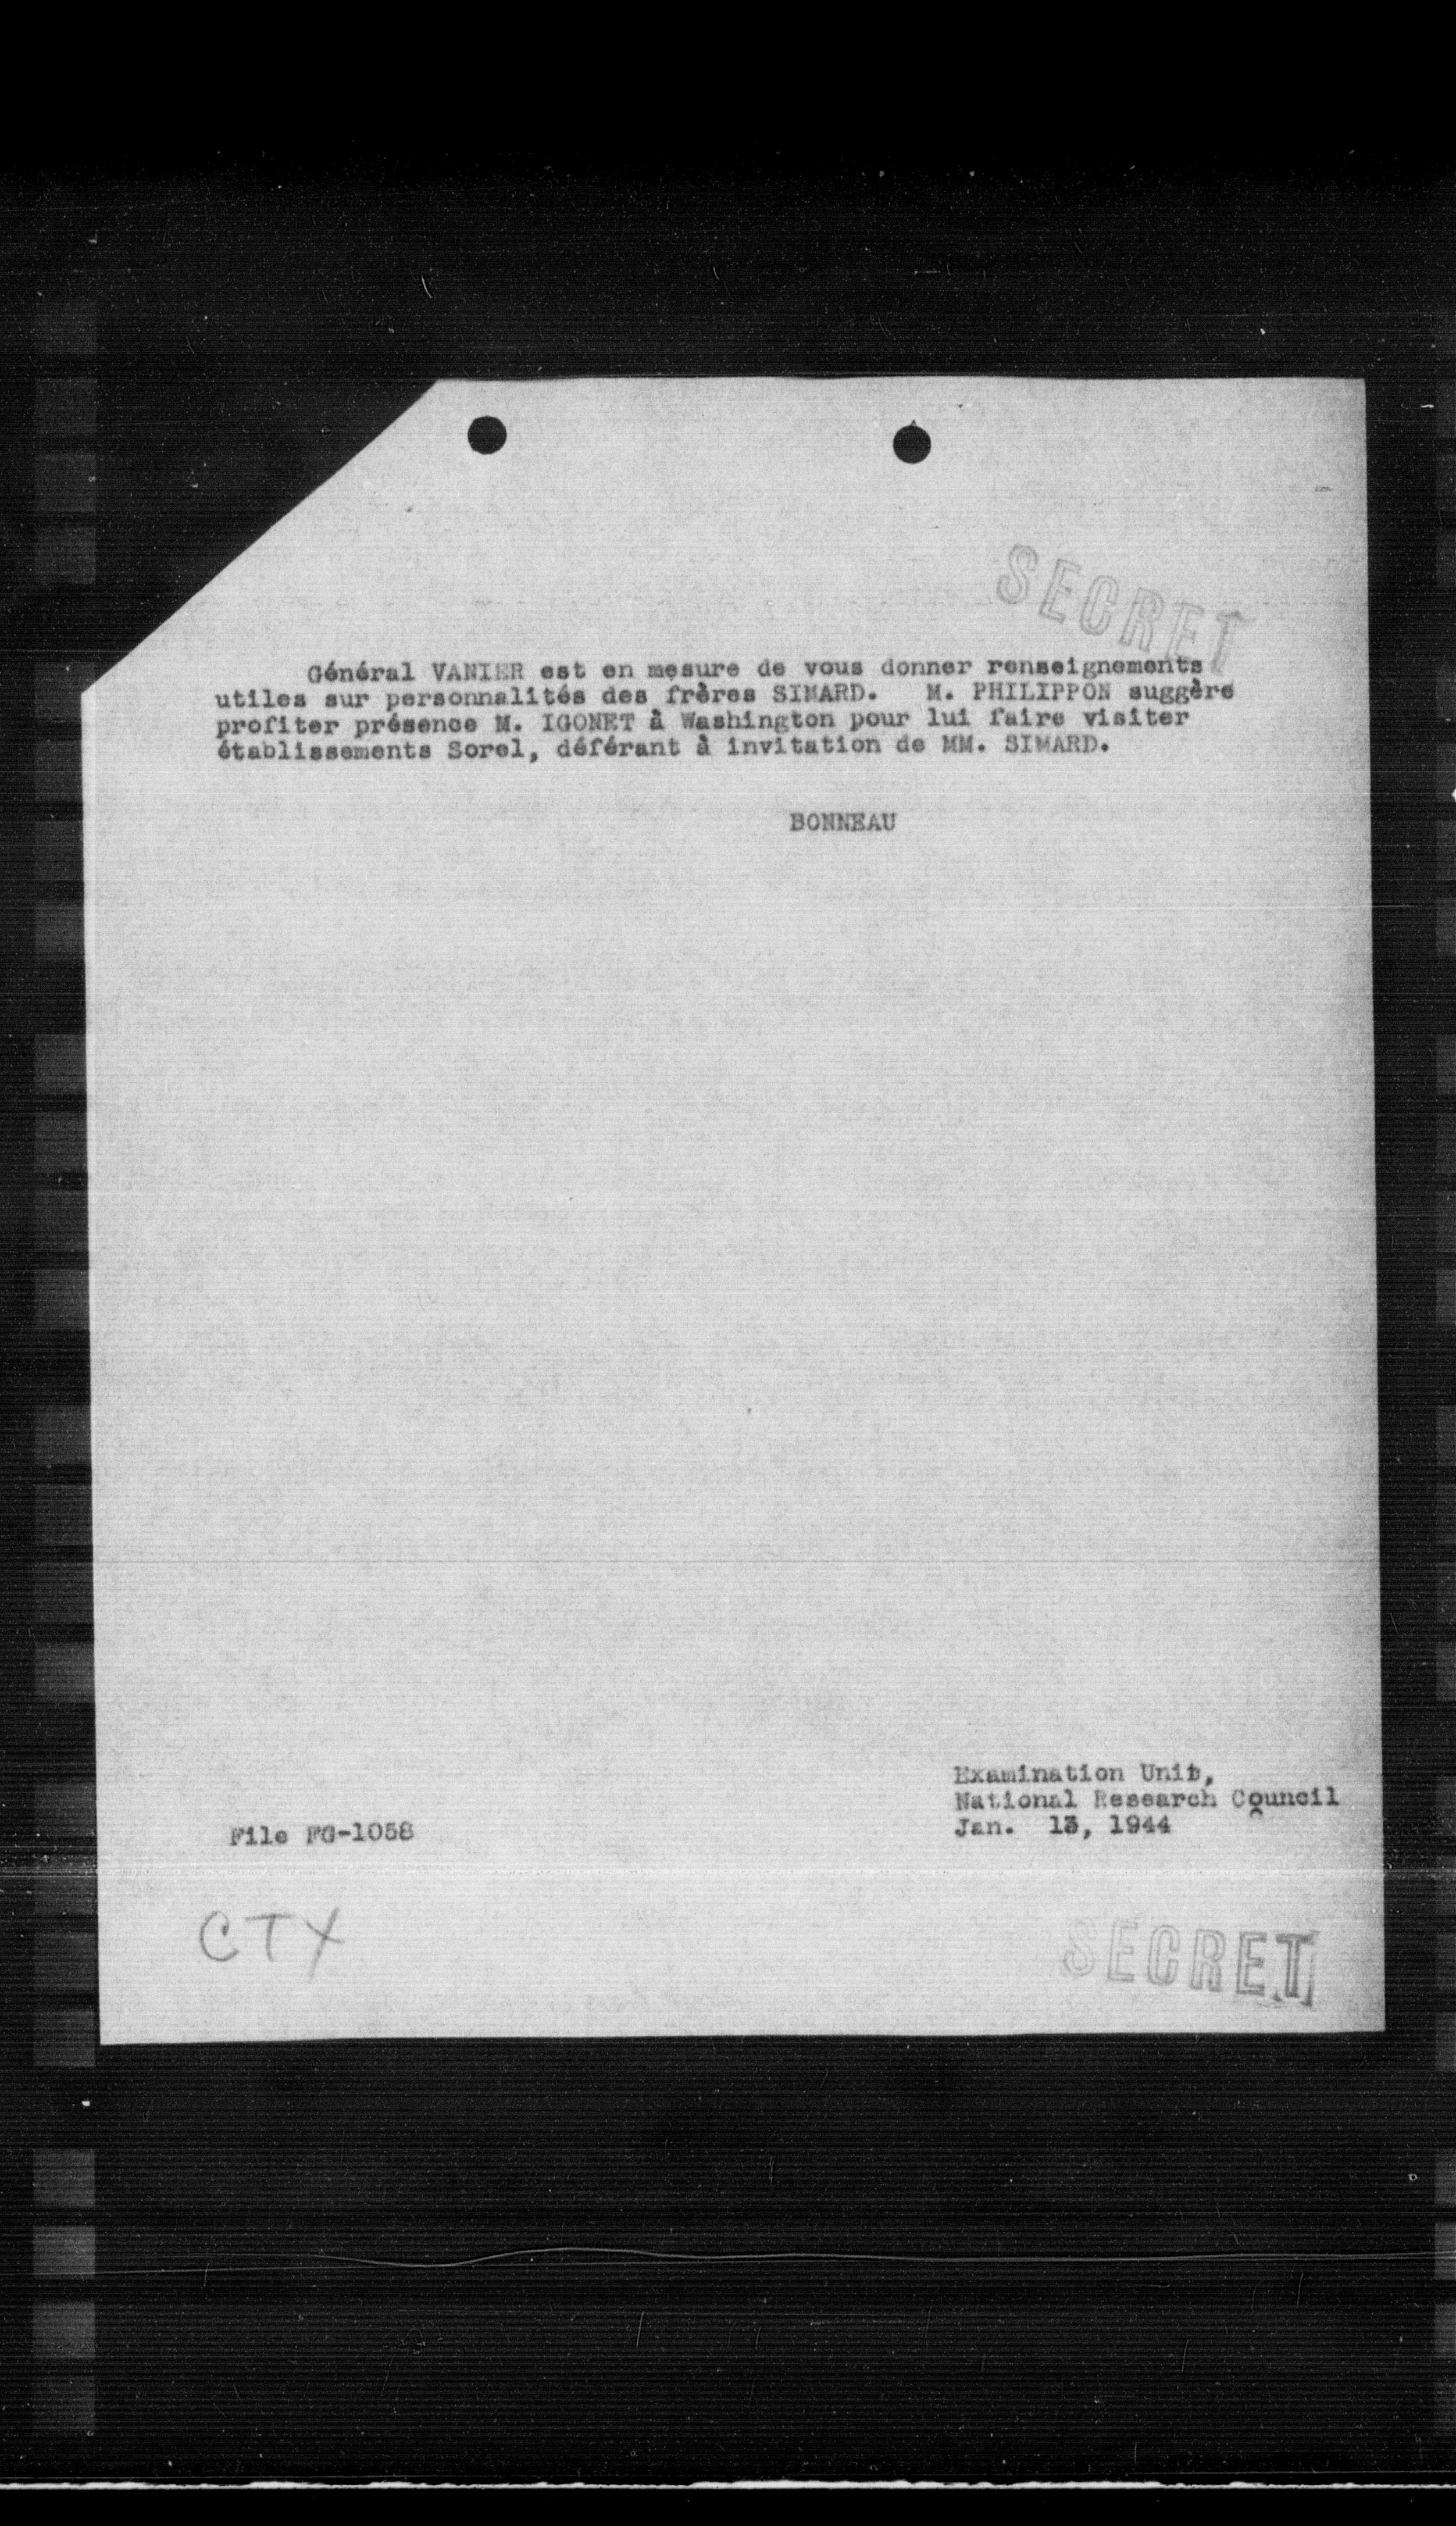 SECRET
Général VANIER est en mesure de vous donner renseignements
utiles sur personnalités des frères SIMARD. M. PHILIPPON suggère
profiter présence M. IGONET à Washington pour lui faire visiter
établissements Sorel, déférant à invitation de MM. SIMARD.
BONNEAU
Examination Unit,
National Research Council
File FG-1058
Jan. 13, 1944
CTX
SECRET